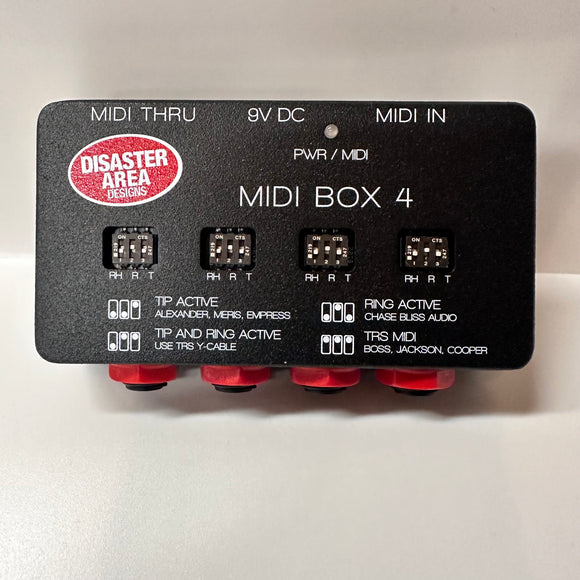 MIDI THRU 9V DC MIDI IN
PWR / MIDI
DISASTER
AREA
DESIGNS
MIDI BOX 4
ON CTS ON CTS ON CTS ON CTS
RH R T RH R T RH R T RH R T
TIP ACTIVE
ALEXANDER, MERIS, EMPRESS
RING ACTIVE
CHASE BLISS AUDIO
TIP AND RING ACTIVE
USE TRS Y-CABLE
TRS MIDI
BOSS, JACKSON, COOPER